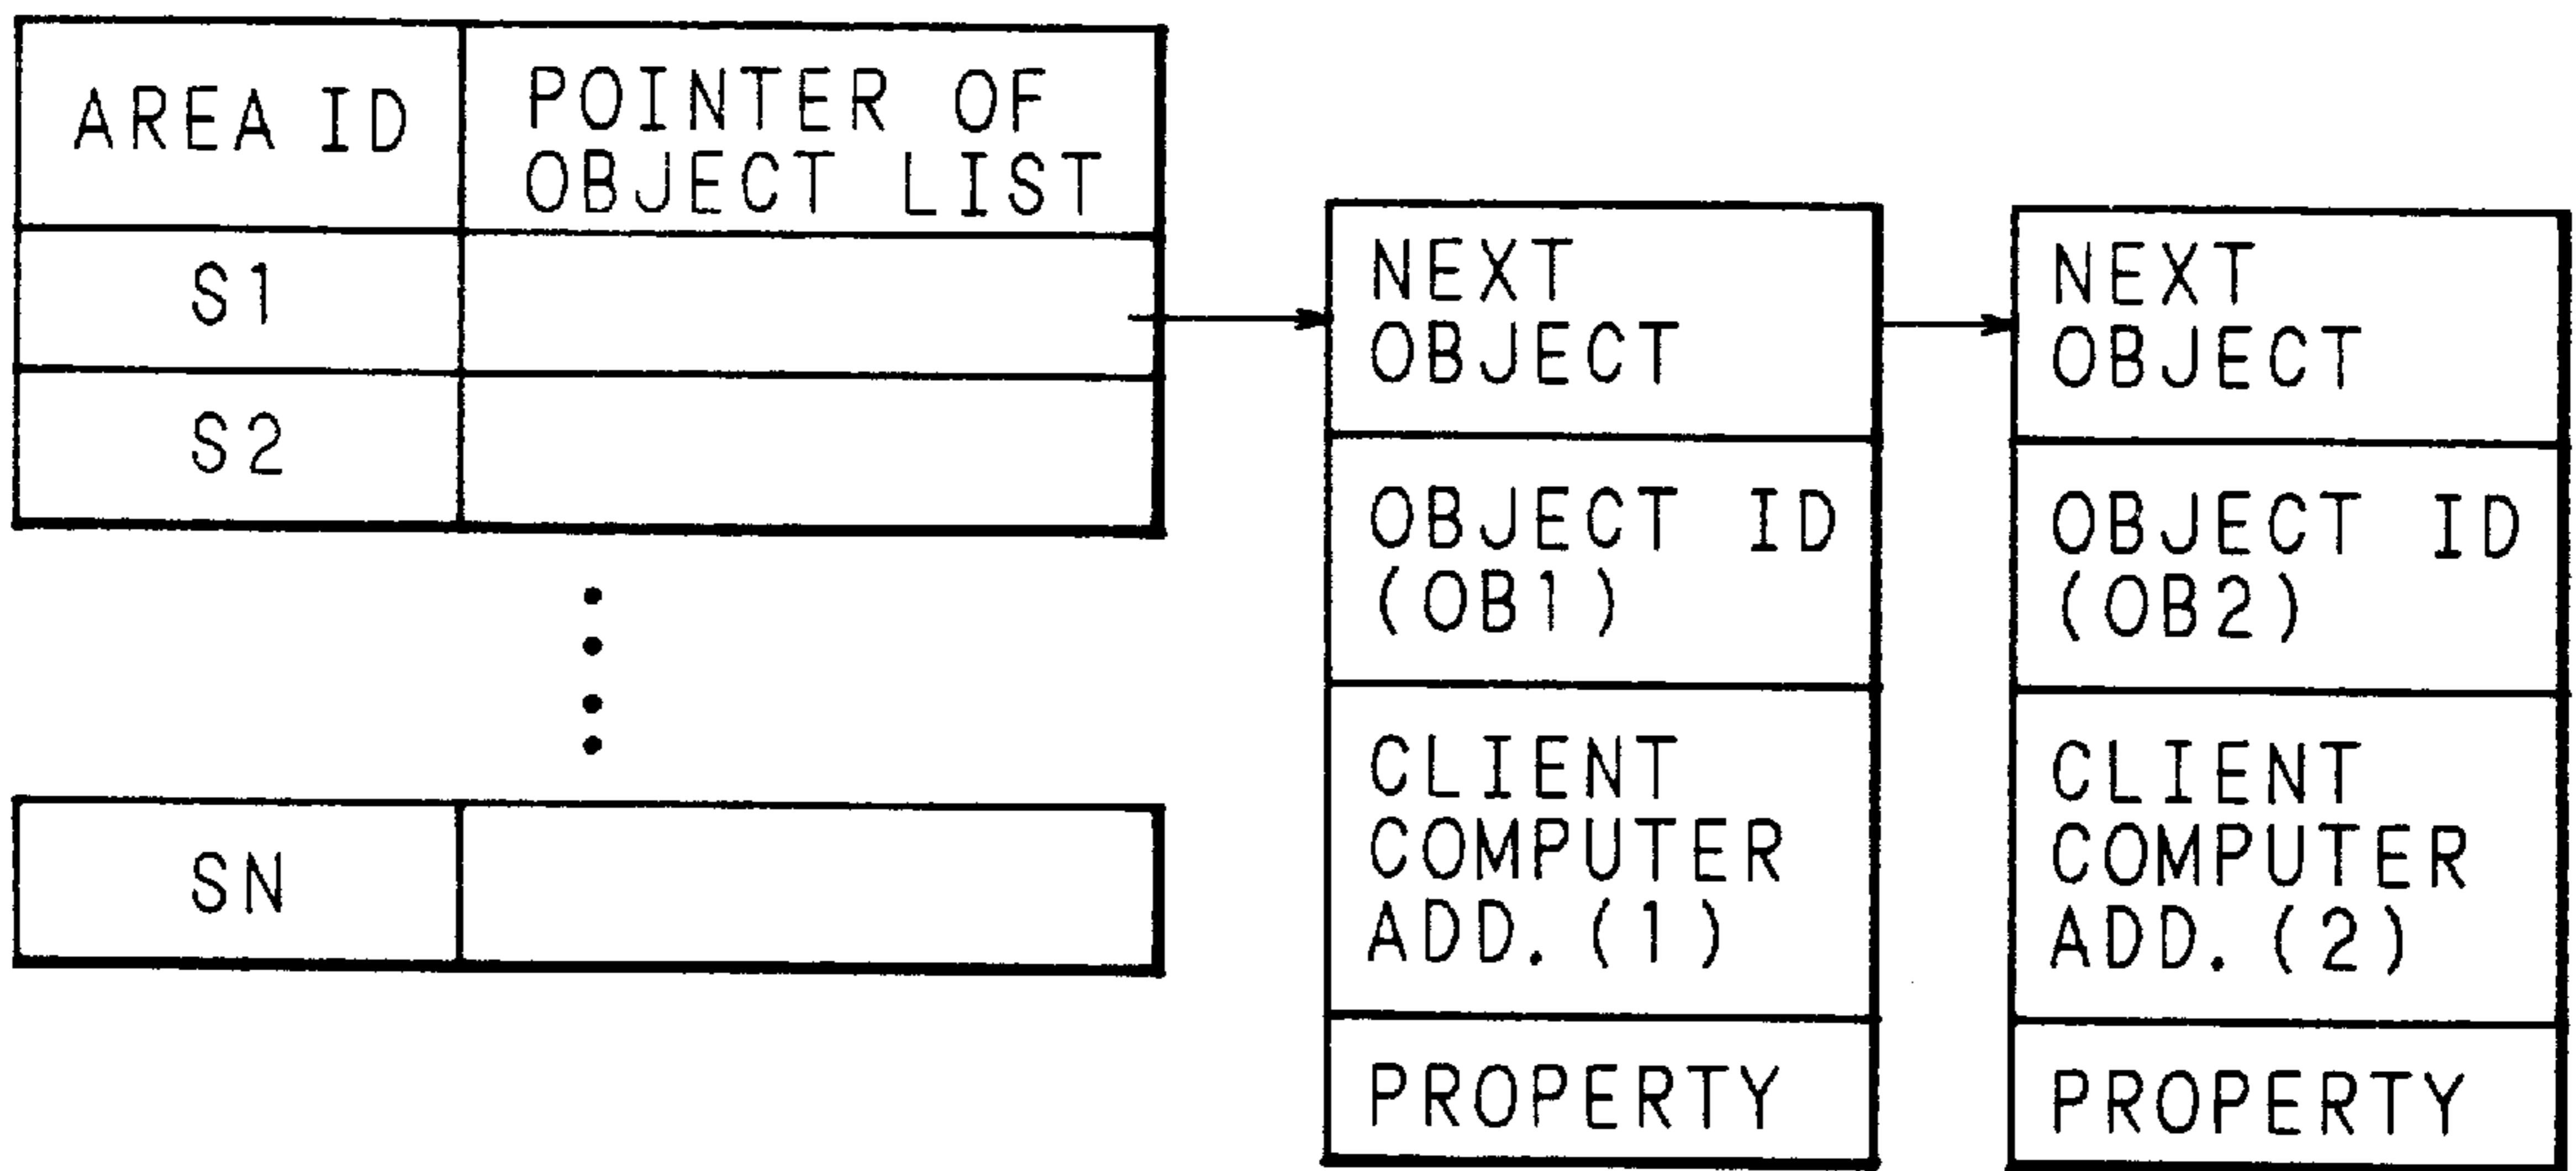 AREA ID
POINTER OF
OBJECT LIST
S1
S2
SN
NEXT
OBJECT
OBJECT ID
(OB1)
CLIENT
COMPUTER
ADD.(1)
PROPERTY
NEXT
OBJECT
OBJECT ID
(OB2)
CLIENT
COMPUTER
ADD.(2)
PROPERTY